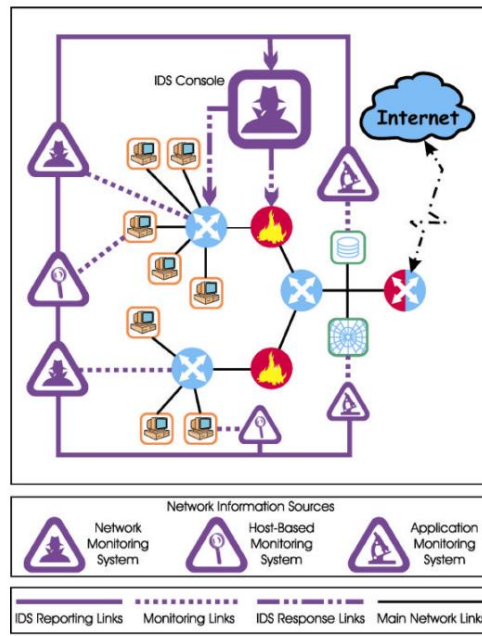 IDS Console
Internet
Network Information Sources
Network
Monitoring
System
Host-Based
Monitoring
System
Application
Monitoring
System
IDS Reporting Links
Monitoring Links
IDS Response Links
Main Network Links